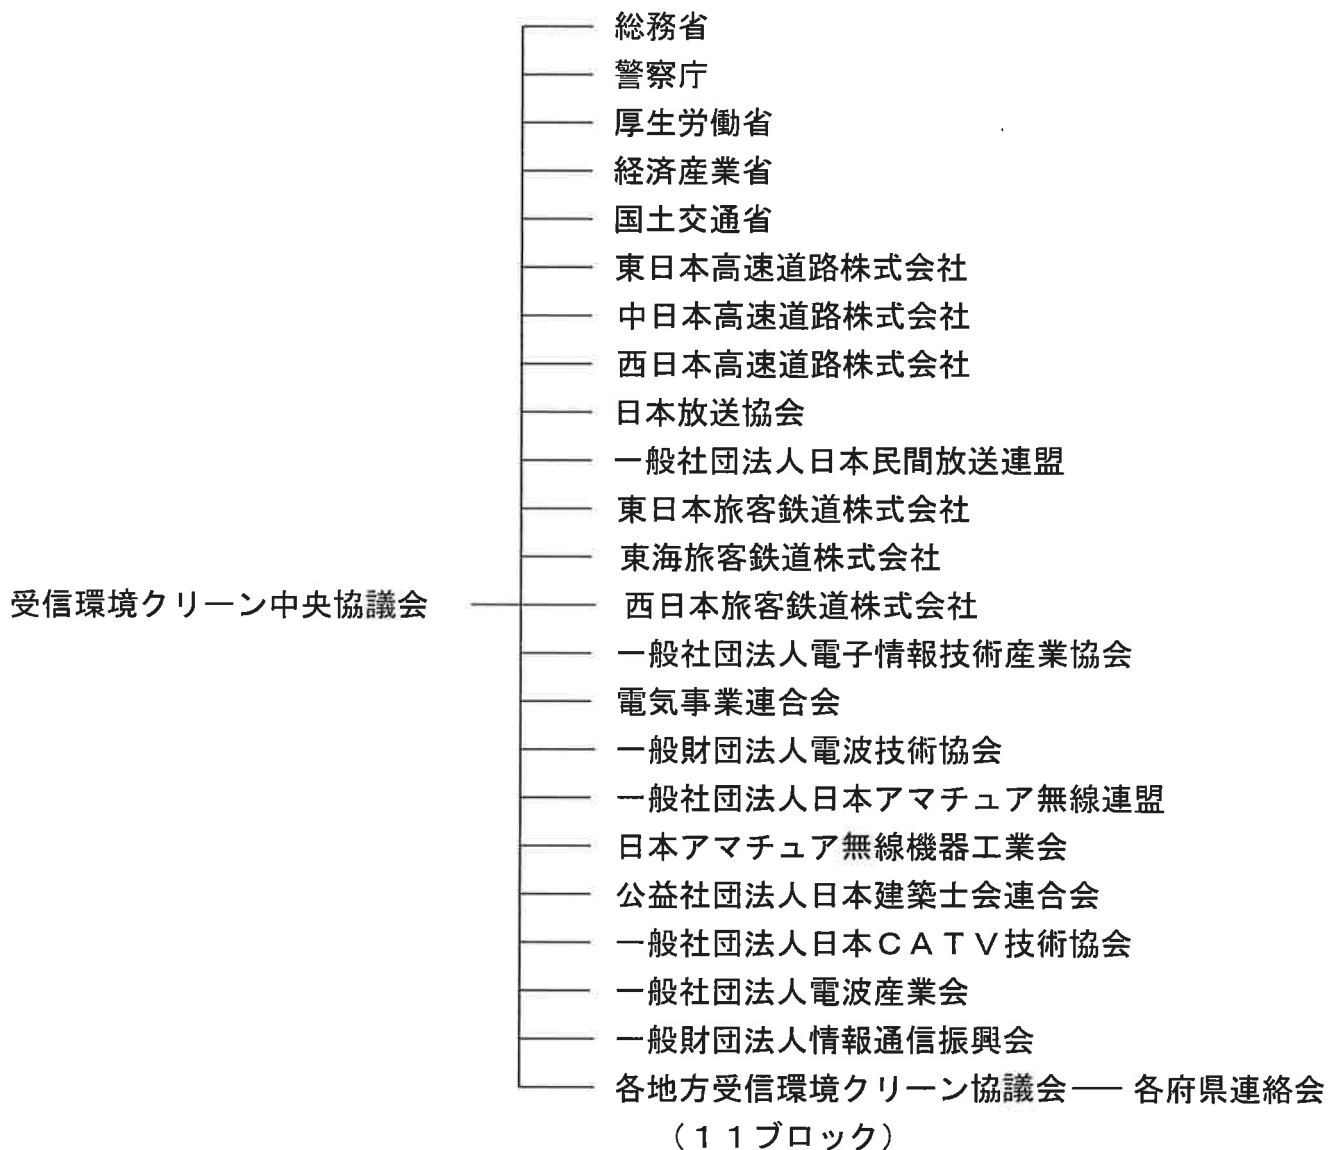 総務省
警察庁
厚生労働省
経済産業省
国土交通省
東日本高速道路株式会社
中日本高速道路株式会社
西日本高速道路株式会社
日本放送協会
一般社団法人日本民間放送連盟
東日本旅客鉄道株式会社
東海旅客鉄道株式会社
受信環境クリーン中央協議会 西日本旅客鉄道株式会社
一般社団法人電子情報技術産業協会
電気事業連合会
一般財団法人電波技術協会
一般社団法人日本アマチュア無線連盟
日本アマチュア無線機器工業会
公益社団法人日本建築士会連合会
一般社団法人日本CATV技術協会
一般社団法人電波産業会
一般財団法人情報通信振興会
各地方受信環境クリーン協議会 ── 各府県連絡会
(11ブロック)